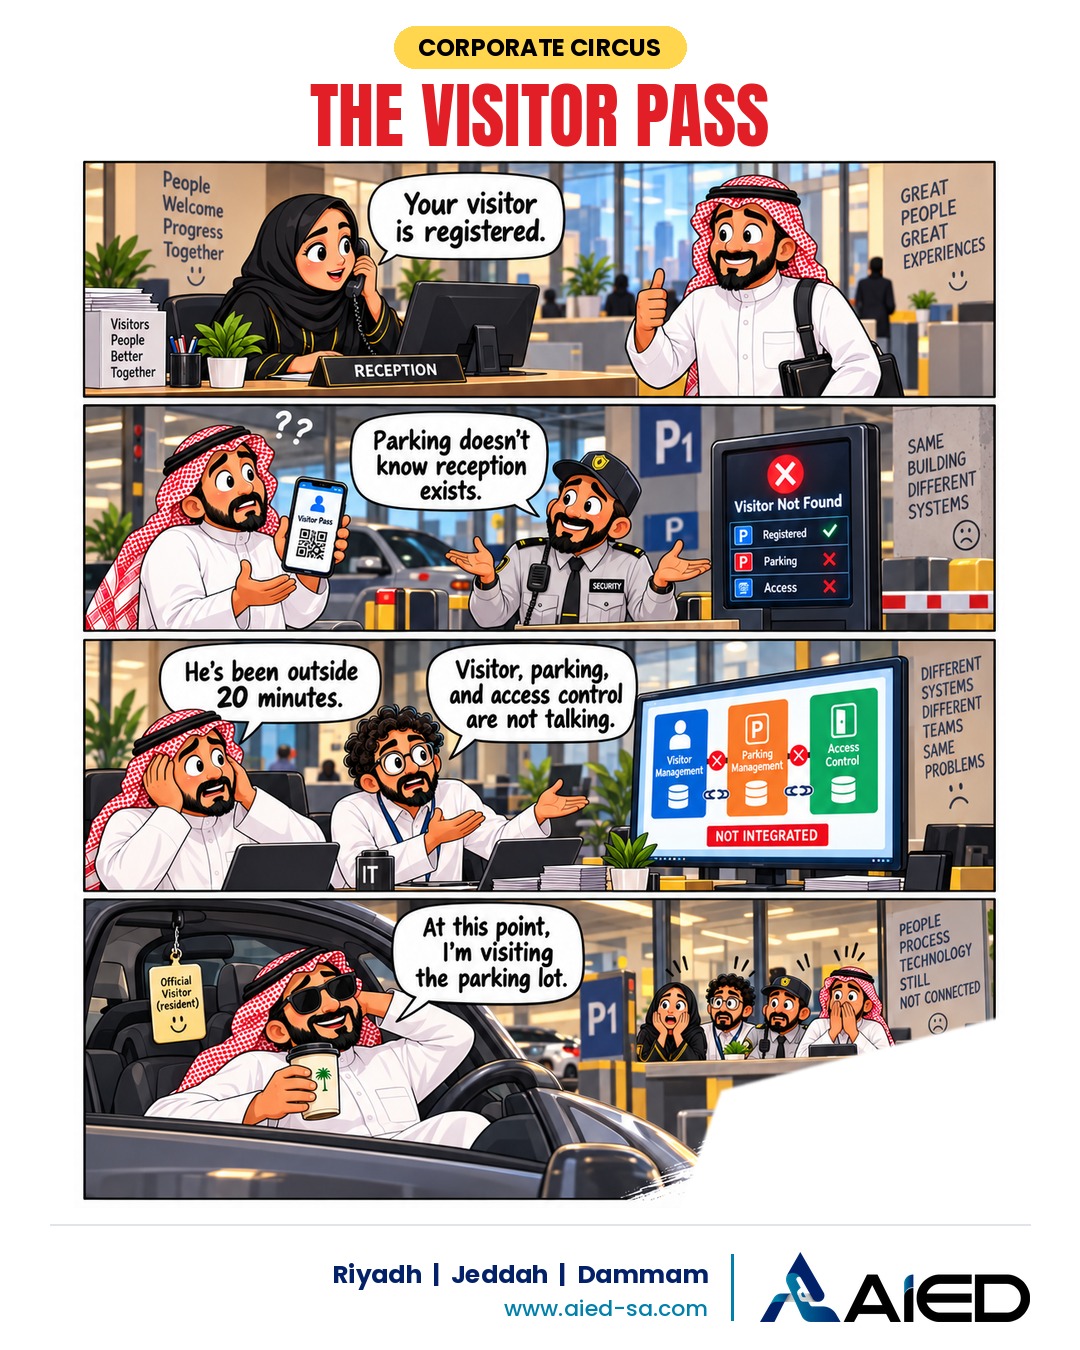 CORPORATE CIRCUS
THE VISITOR PASS
People
Welcome
Progress
Together
Your visitor
is registered.
GREAT
PEOPLE
GREAT
EXPERIENCES
Visitors
People
Better
Together
RECEPTION
??
Visitor Pass
Parking doesn't
know reception
exists.
SECURITY
P1
P
Visitor Not Found
P Registered
P Parking
Access
SAME
BUILDING
DIFFERENT
SYSTEMS
He's been outside
20 minutes.
Visitor, parking,
and access control
are not talking.
IT
Visitor
Management
P
Parking
Management
Access
Control
NOT INTEGRATED
DIFFERENT
SYSTEMS
DIFFERENT
TEAMS
SAME
PROBLEMS
Official
Visitor
(resident)
At this point,
I'm visiting
the parking lot.
P1
PEOPLE
PROCESS
TECHNOLOGY
STILL
NOT CONNECTED
Riyadh | Jeddah | Dammam
www.aied-sa.com
AiED